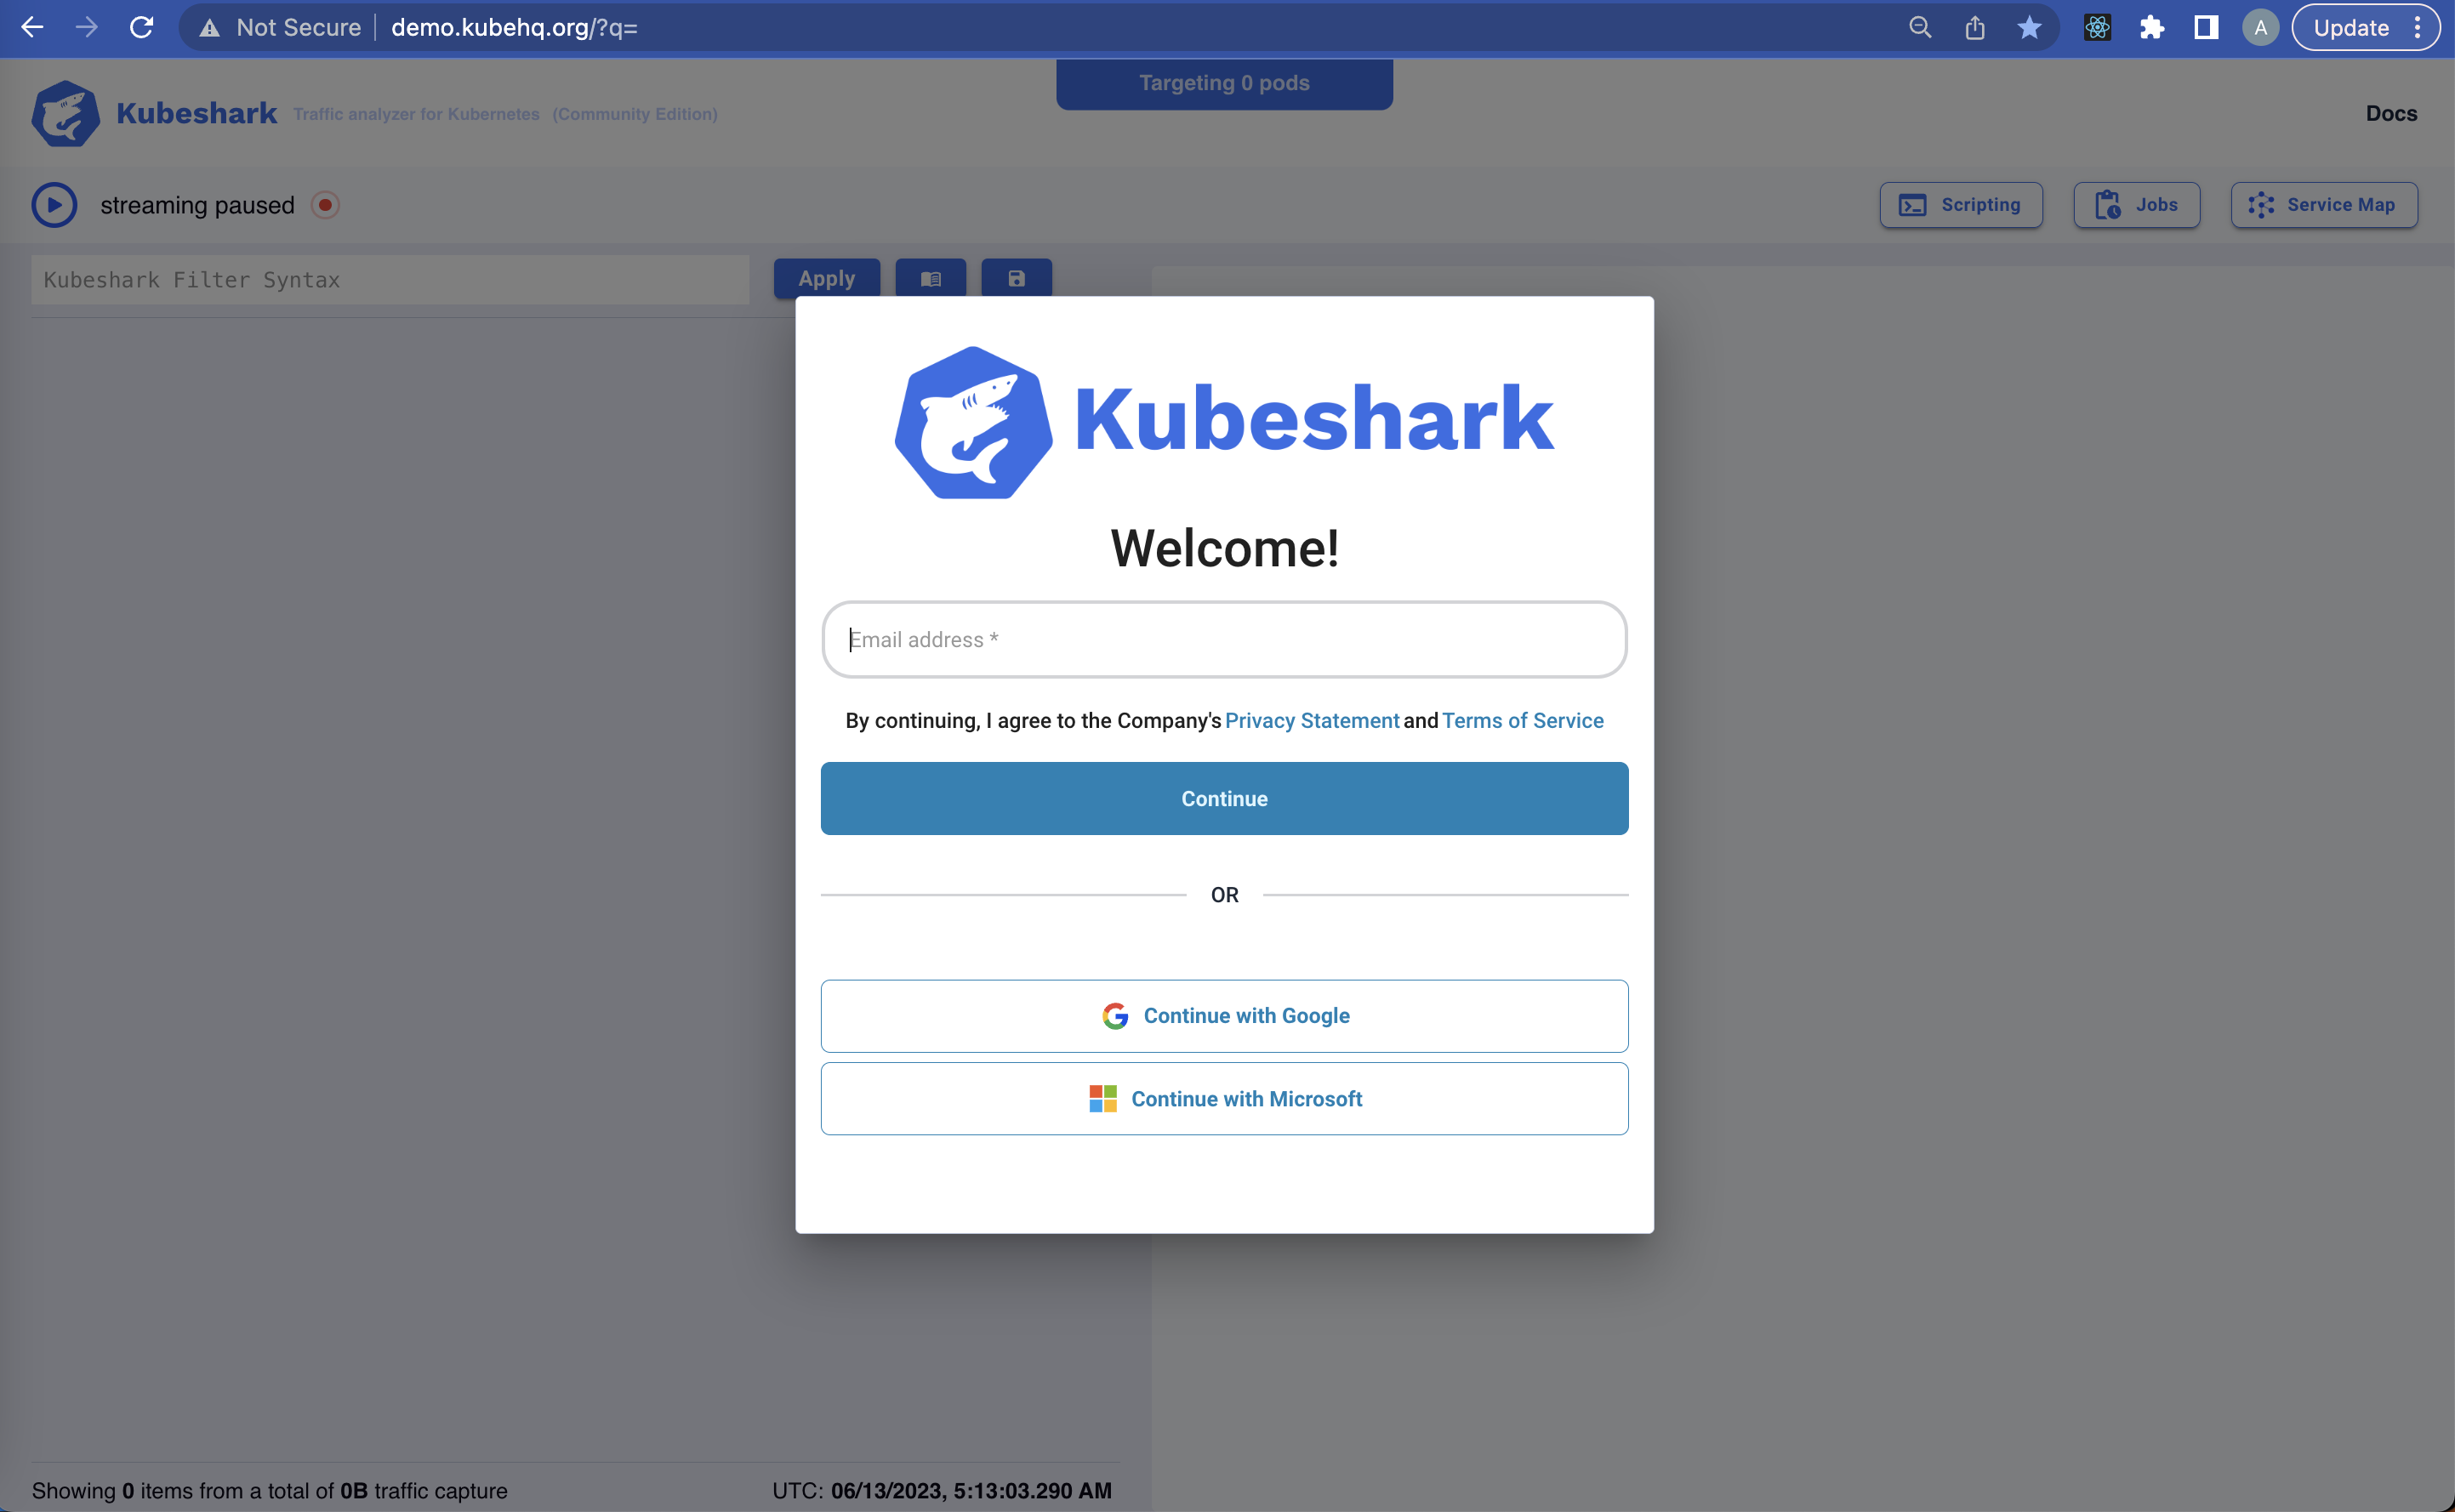 Not Secure | demo.kubehq.org/?q=
A
Update
Targeting 0 pods
Kubeshark Traffic analyzer for Kubernetes (Community Edition)
Docs
streaming paused
Scripting
Jobs
Service Map
Kubeshark Filter Syntax
Apply
Kubeshark
Welcome!
Email address *
By continuing, I agree to the Company's Privacy Statement and Terms of Service
Continue
OR
Continue with Google
Continue with Microsoft
Showing 0 items from a total of 0B traffic capture
UTC: 06/13/2023, 5:13:03.290 AM